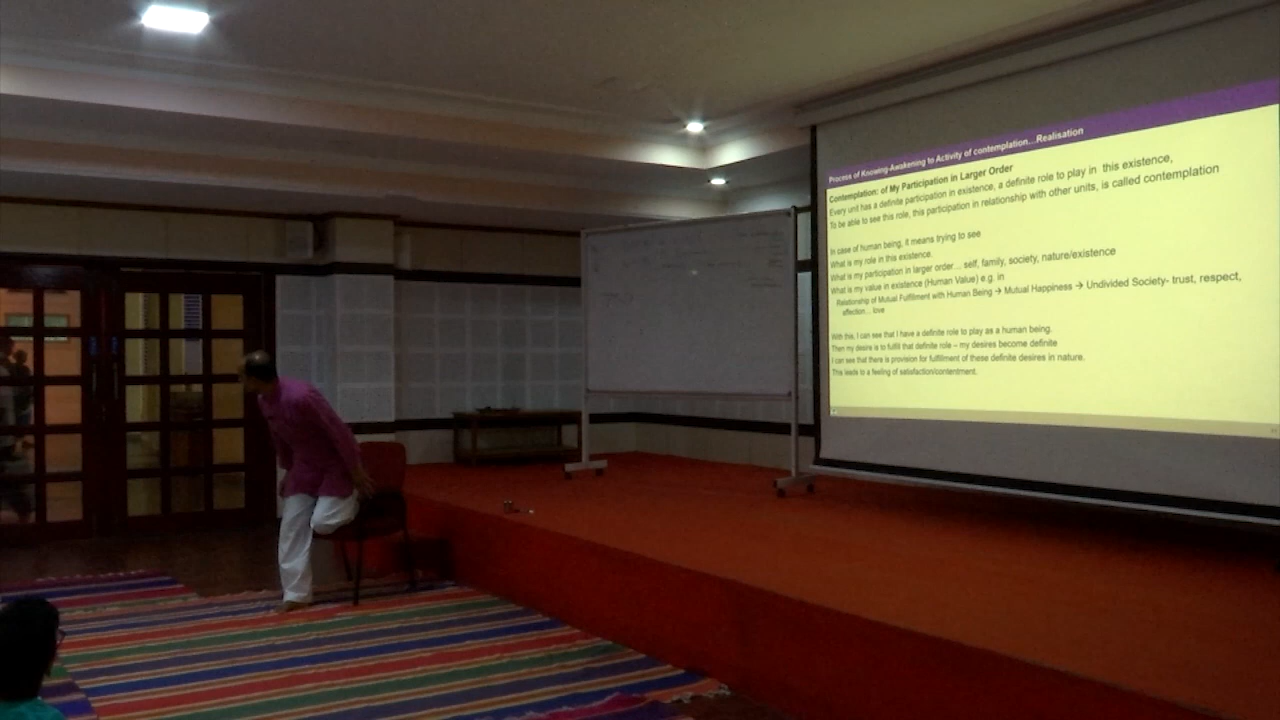 Process of Knowing-Awakening to Activity of contemplation...Realisation
Contemplation: of My Participation in Larger Order
Every unit has a definite participation in existence, a definite role to play in this existence,
To be able to see this role, this participation in relationship with other units, is called contemplation
In case of human being, it means trying to see
What is my role in this existence.
What is my participation in larger order... self, family, society, nature/existence
What is my value in existence (Human Value) e.g. in
Relationship of Mutual Fulfilment with Human Being → Mutual Happiness → Undivided Society- trust, respect,
affection... love
With this, I can see that I have a definite role to play as a human being.
Then my desire is to fulfil that definite role – my desires become definite
I can see that there is provision for fulfillment of these definite desires in nature.
This leads to a feeling of satisfaction/contentment.